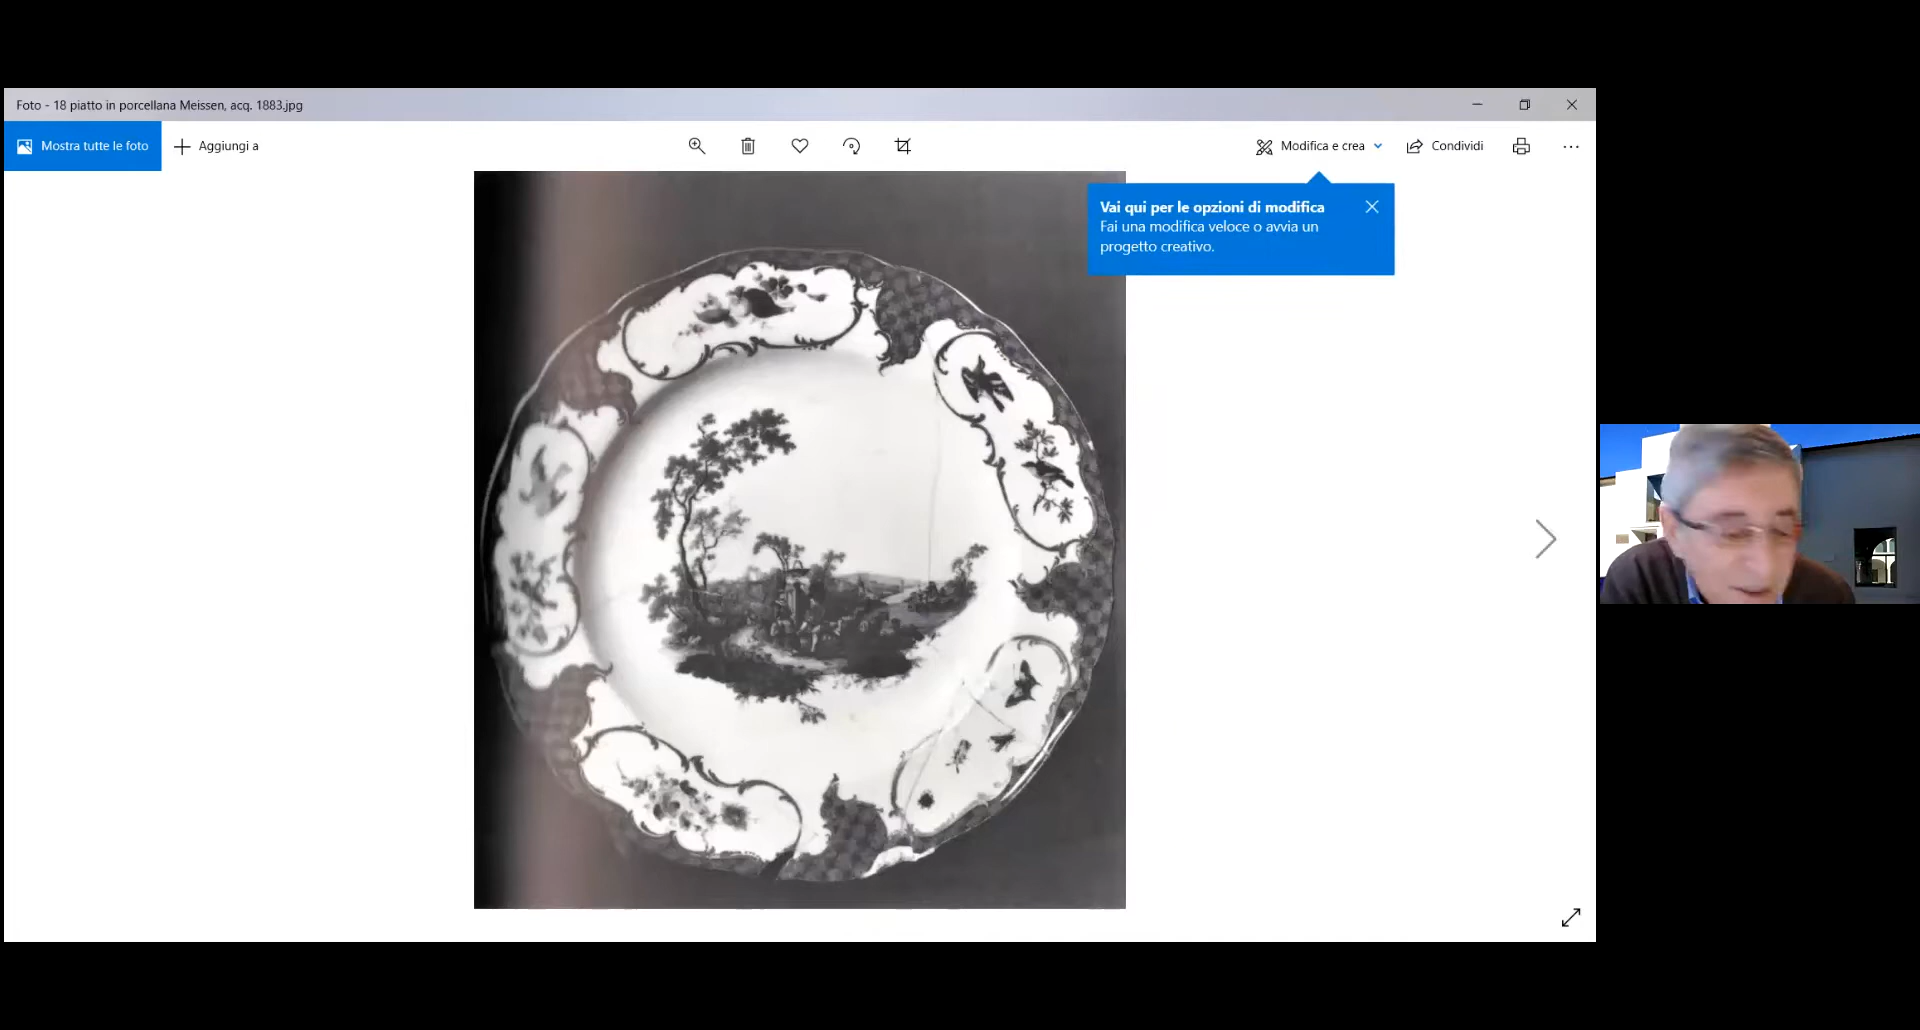 Foto - 18 piatto in porcellana Meissen, acq. 1883.jpg
Mostra tutte le foto
Aggiungi a
Modifica e crea
Condividi
Vai qui per le opzioni di modifica
Fai una modifica veloce o avvia un
progetto creativo.